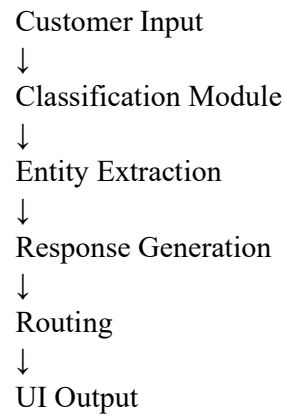 Customer Input
↓
Classification Module
↓
Entity Extraction
↓
Response Generation
↓
Routing
↓
UI Output